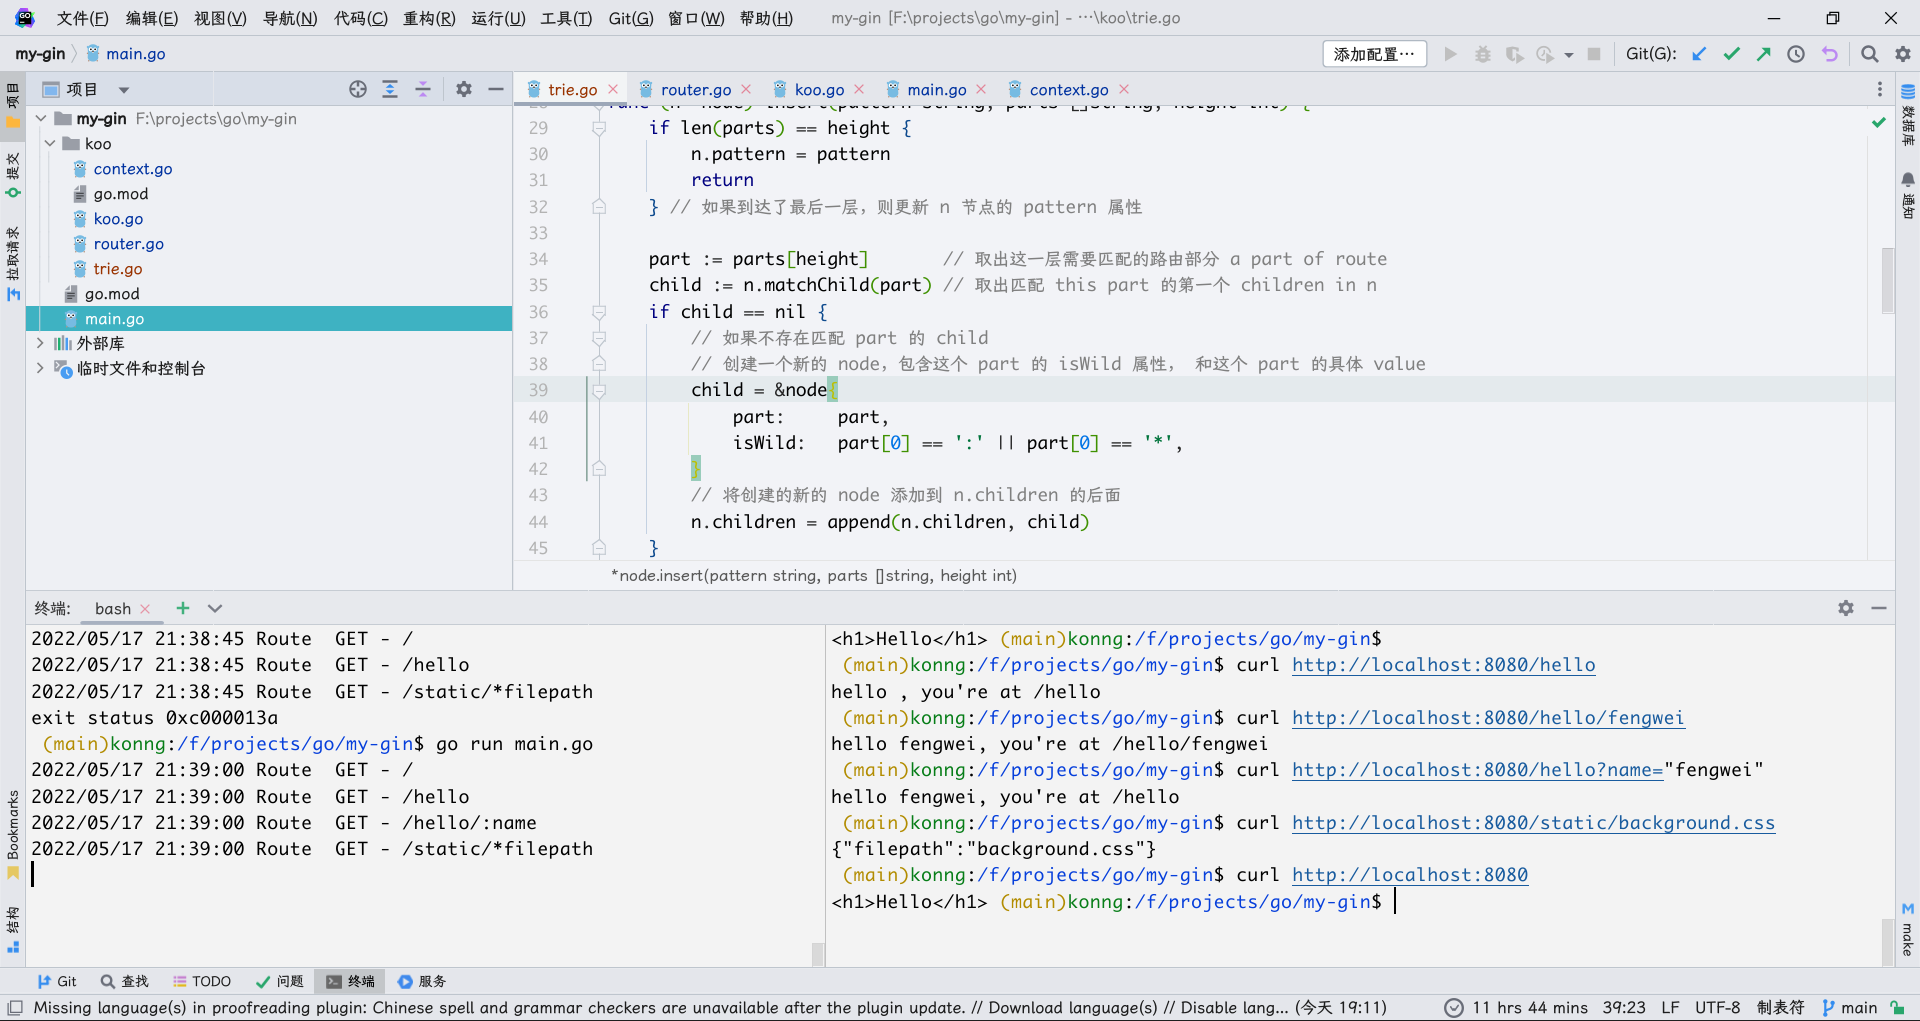 文件(F) 编辑(E) 视图(V) 导航(N) 代码(C) 重构(R) 运行(U) 工具(T) Git(G) 窗口(W) 帮助(H) my-gin [F:\projects\go\my-gin] - ...\koo\trie.go
my-gin main.go 添加配置... Git(G):
项目
提交
拉取请求
Bookmarks
结构
项目
my-gin F:\projects\go\my-gin
koo
context.go
go.mod
koo.go
router.go
trie.go
go.mod
main.go
外部库
临时文件和控制台
trie.go router.go koo.go main.go context.go
28 func (n *node) insert(pattern string, parts []string, height int) {
29 if len(parts) == height {
30 n.pattern = pattern
31 return
32 } // 如果到达了最后一层，则更新 n 节点的 pattern 属性
33
34 part := parts[height] // 取出这一层需要匹配的路由部分 a part of route
35 child := n.matchChild(part) // 取出匹配 this part 的第一个 children in n
36 if child == nil {
37 // 如果不存在匹配 part 的 child
38 // 创建一个新的 node，包含这个 part 的 isWild 属性， 和这个 part 的具体 value
39 child = &node{
40 part: part,
41 isWild: part[0] == ':' || part[0] == '*',
42 }
43 // 将创建的新的 node 添加到 n.children 的后面
44 n.children = append(n.children, child)
45 }
*node.insert(pattern string, parts []string, height int)
数据库
通知
make
终端: bash
2022/05/17 21:38:45 Route GET - /
2022/05/17 21:38:45 Route GET - /hello
2022/05/17 21:38:45 Route GET - /static/*filepath
exit status 0xc000013a
(main)konng:/f/projects/go/my-gin$ go run main.go
2022/05/17 21:39:00 Route GET - /
2022/05/17 21:39:00 Route GET - /hello
2022/05/17 21:39:00 Route GET - /hello/:name
2022/05/17 21:39:00 Route GET - /static/*filepath
<h1>Hello</h1> (main)konng:/f/projects/go/my-gin$
(main)konng:/f/projects/go/my-gin$ curl http://localhost:8080/hello
hello , you're at /hello
(main)konng:/f/projects/go/my-gin$ curl http://localhost:8080/hello/fengwei
hello fengwei, you're at /hello/fengwei
(main)konng:/f/projects/go/my-gin$ curl http://localhost:8080/hello?name="fengwei"
hello fengwei, you're at /hello
(main)konng:/f/projects/go/my-gin$ curl http://localhost:8080/static/background.css
{"filepath":"background.css"}
(main)konng:/f/projects/go/my-gin$ curl http://localhost:8080
<h1>Hello</h1> (main)konng:/f/projects/go/my-gin$
Git 查找 TODO 问题 终端 服务
Missing language(s) in proofreading plugin: Chinese spell and grammar checkers are unavailable after the plugin update. // Download language(s) // Disable lang... (今天 19:11) 11 hrs 44 mins 39:23 LF UTF-8 制表符 main